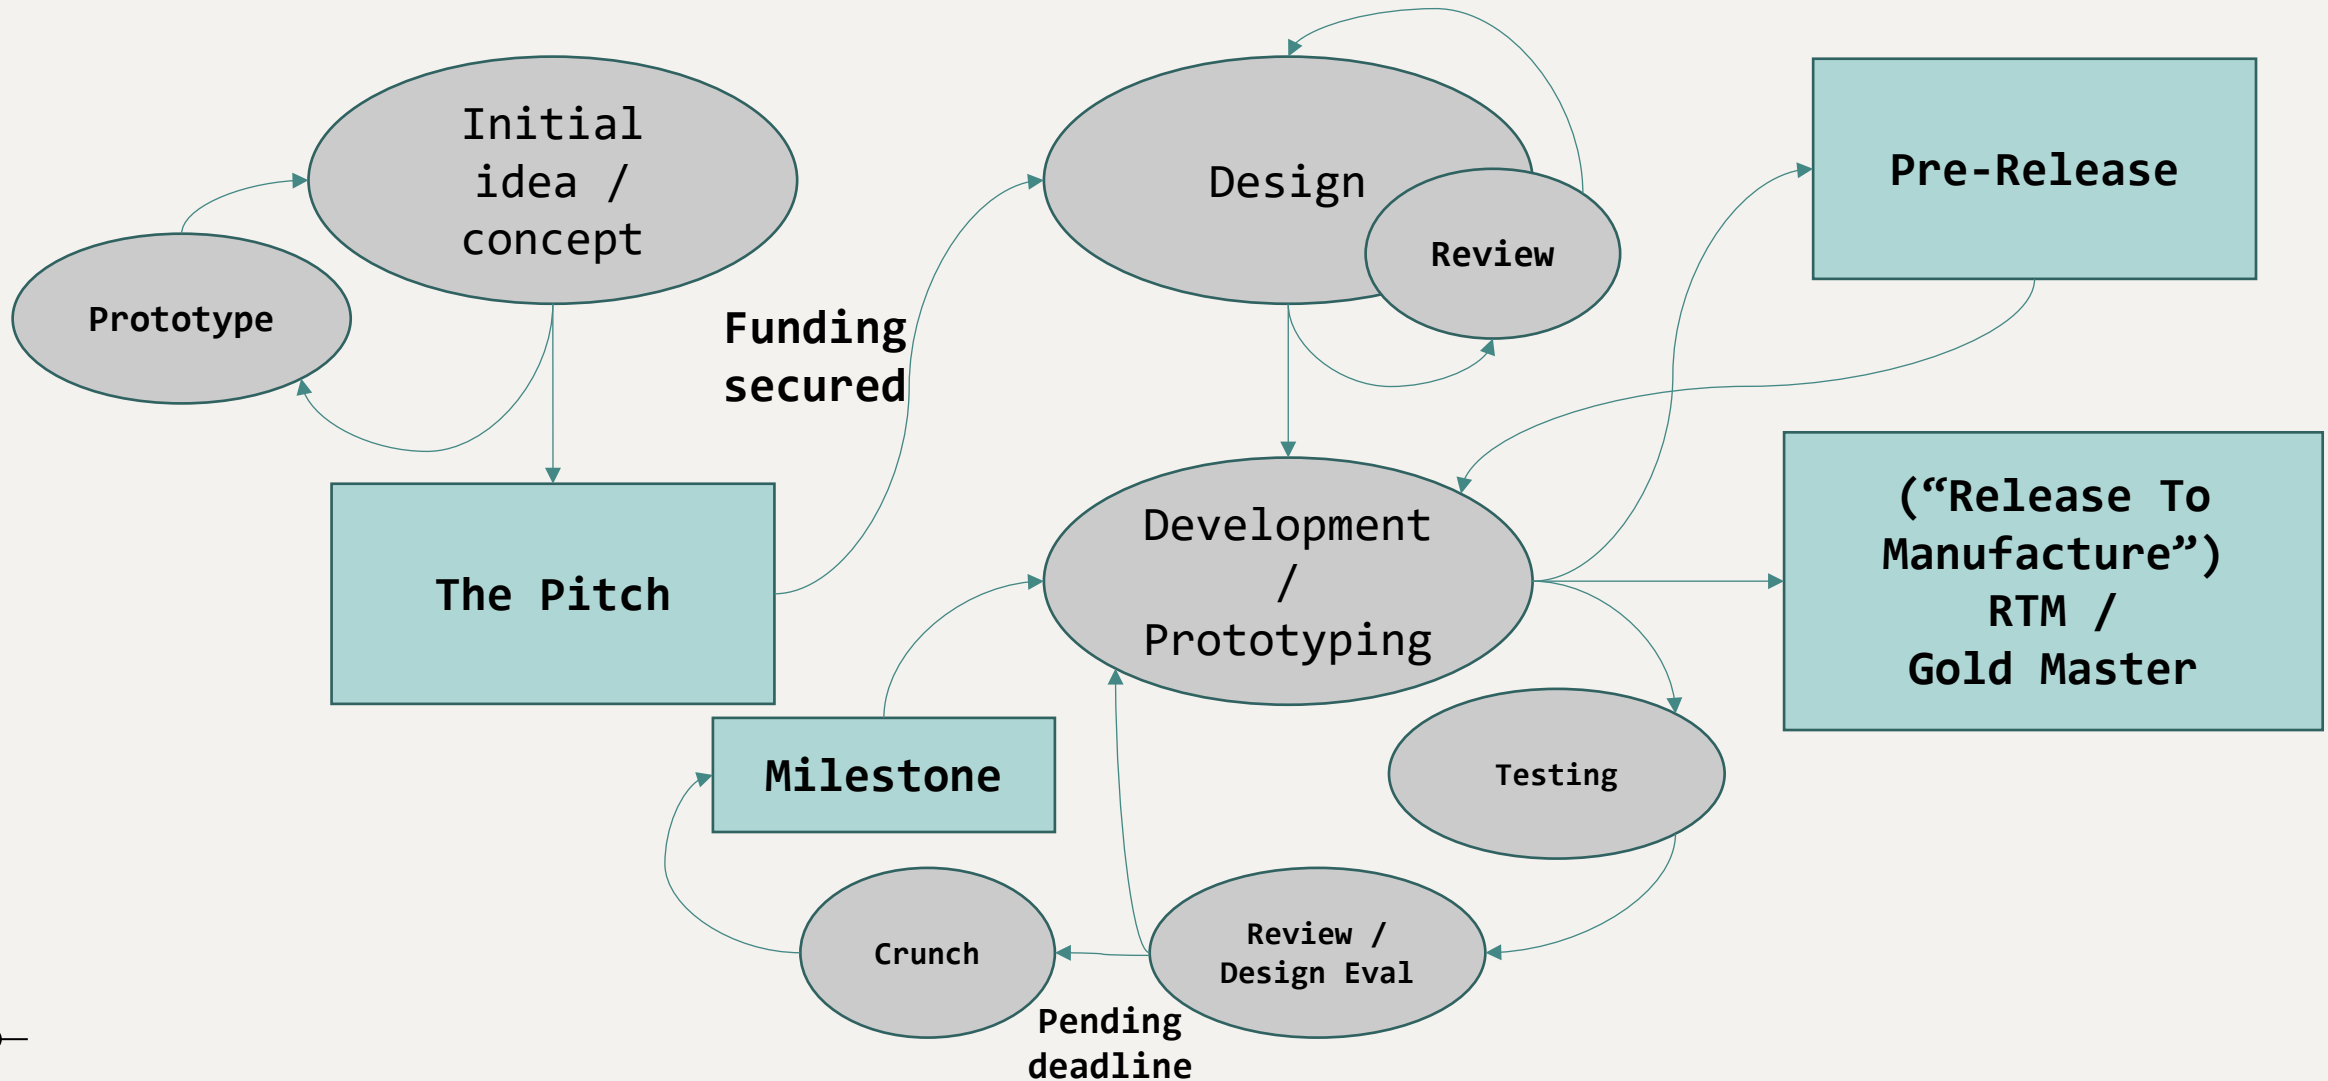 Initial
idea /
concept
Prototype
Funding
secured
The Pitch
Design
Review
Pre-Release
Development
/
Prototyping
(“Release To
Manufacture”)
RTM /
Gold Master
Milestone
Testing
Crunch
Review /
Design Eval
Pending
deadline